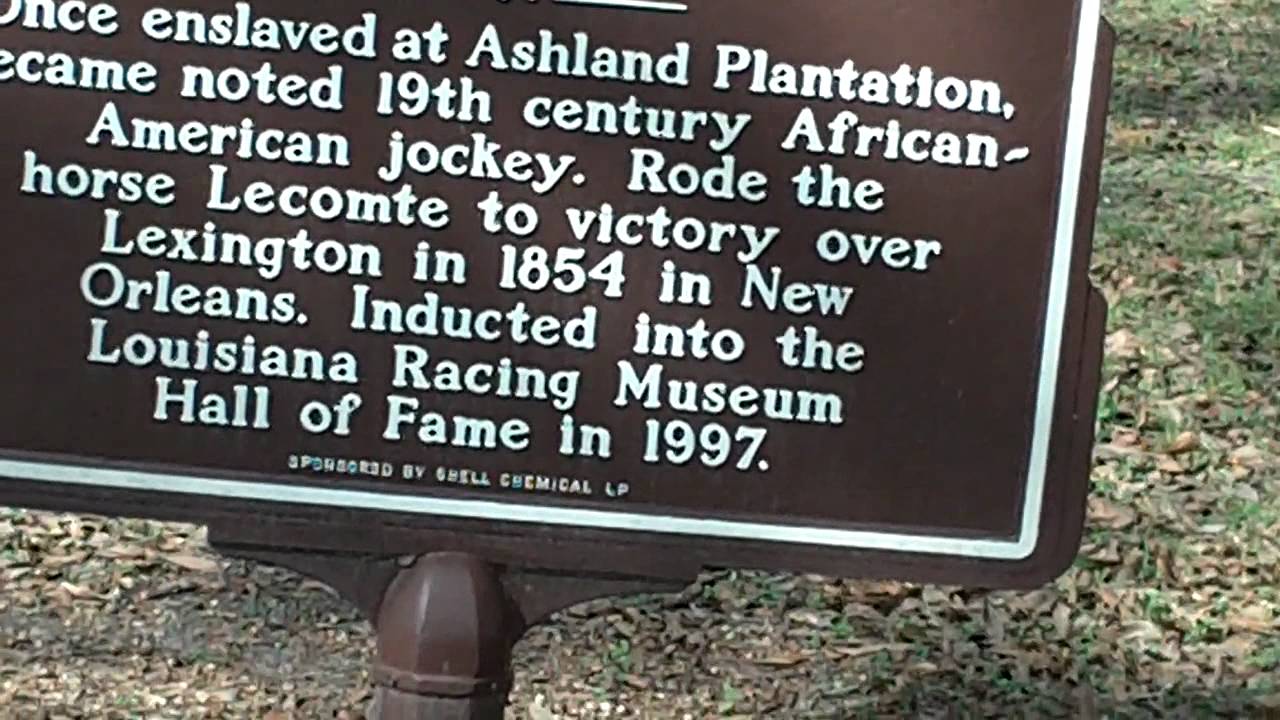 Once enslaved at Ashland Plantation,
ecame noted 19th century African-
American jockey. Rode the
horse Lecomte to victory over
Lexington in 1854 in New
Orleans. Inducted into the
Louisiana Racing Museum
Hall of Fame in 1997.
SPONSORED BY SHELL CHEMICAL LP